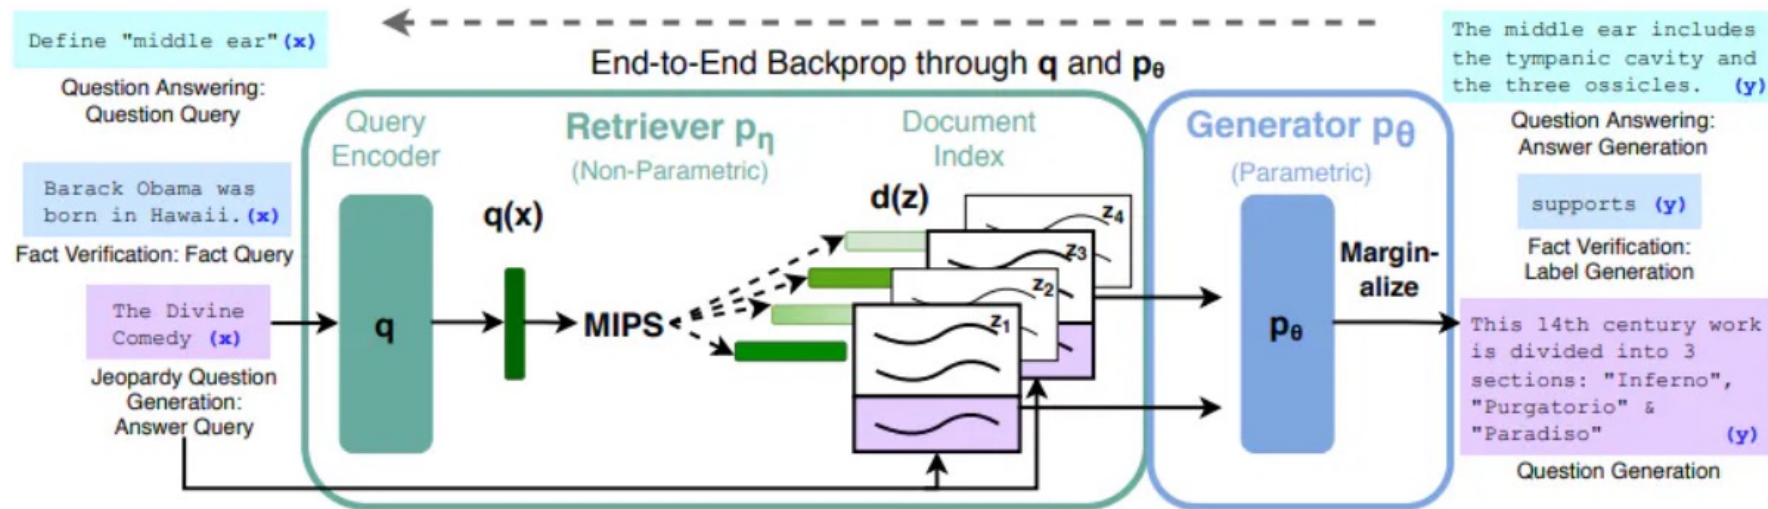 Define "middle ear" (x)
Question Answering:
Question Query
Barack Obama was
born in Hawaii. (x)
Fact Verification: Fact Query
The Divine
Comedy (x)
Jeopardy Question
Generation:
Answer Query
End-to-End Backprop through q and pθ
Query
Encoder
Retriever pη
(Non-Parametric)
Document
Index
q
q(x)
MIPS
d(z)
z4
z3
z2
z1
Generator pθ
(Parametric)
pθ
Margin-
alize
The middle ear includes
the tympanic cavity and
the three ossicles. (y)
Question Answering:
Answer Generation
supports (y)
Fact Verification:
Label Generation
This 14th century work
is divided into 3
sections: "Inferno",
"Purgatorio" &
"Paradiso" (y)
Question Generation